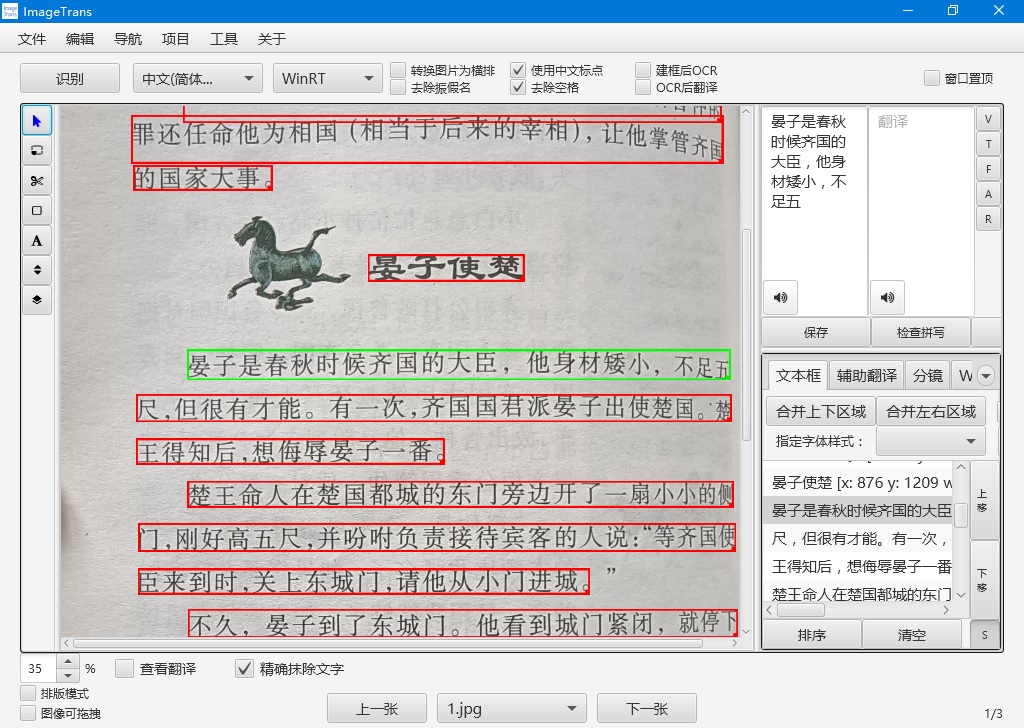 ImageTrans
文件 编辑 导航 项目 工具 关于
识别 中文(简体... WinRT 转换图片为横排 使用中文标点 建框后OCR 窗口置顶
去除振假名 去除空格 OCR后翻译
罪还任命他为相国（相当于后来的宰相），让他掌管齐国
的国家大事。
晏子使楚
晏子是春秋时候齐国的大臣，他身材矮小，不足五
尺，但很有才能。有一次，齐国国君派晏子出使楚国。楚
王得知后，想侮辱晏子一番。
楚王命人在楚国都城的东门旁边开了一扇小小的侧
门，刚好高五尺，并吩咐负责接待宾客的人说：“等齐国使
臣来到时，关上东城门，请他从小门进城。”
不久，晏子到了东城门。他看到城门紧闭，就停下
A
晏子是春秋
时候齐国的
大臣，他身
材矮小，不
足五
翻译
V
T
F
A
R
保存 检查拼写
文本框 辅助翻译 分镜 W
合并上下区域 合并左右区域
指定字体样式：
晏子使楚 [x: 876 y: 1209 w
晏子是春秋时候齐国的大臣
尺，但很有才能。有一次，
王得知后，想侮辱晏子一番
楚王命人在楚国都城的东门
上移
下移
排序 清空 S
35 % 查看翻译 精确抹除文字
排版模式
图像可拖拽
上一张 1.jpg 下一张
1/3